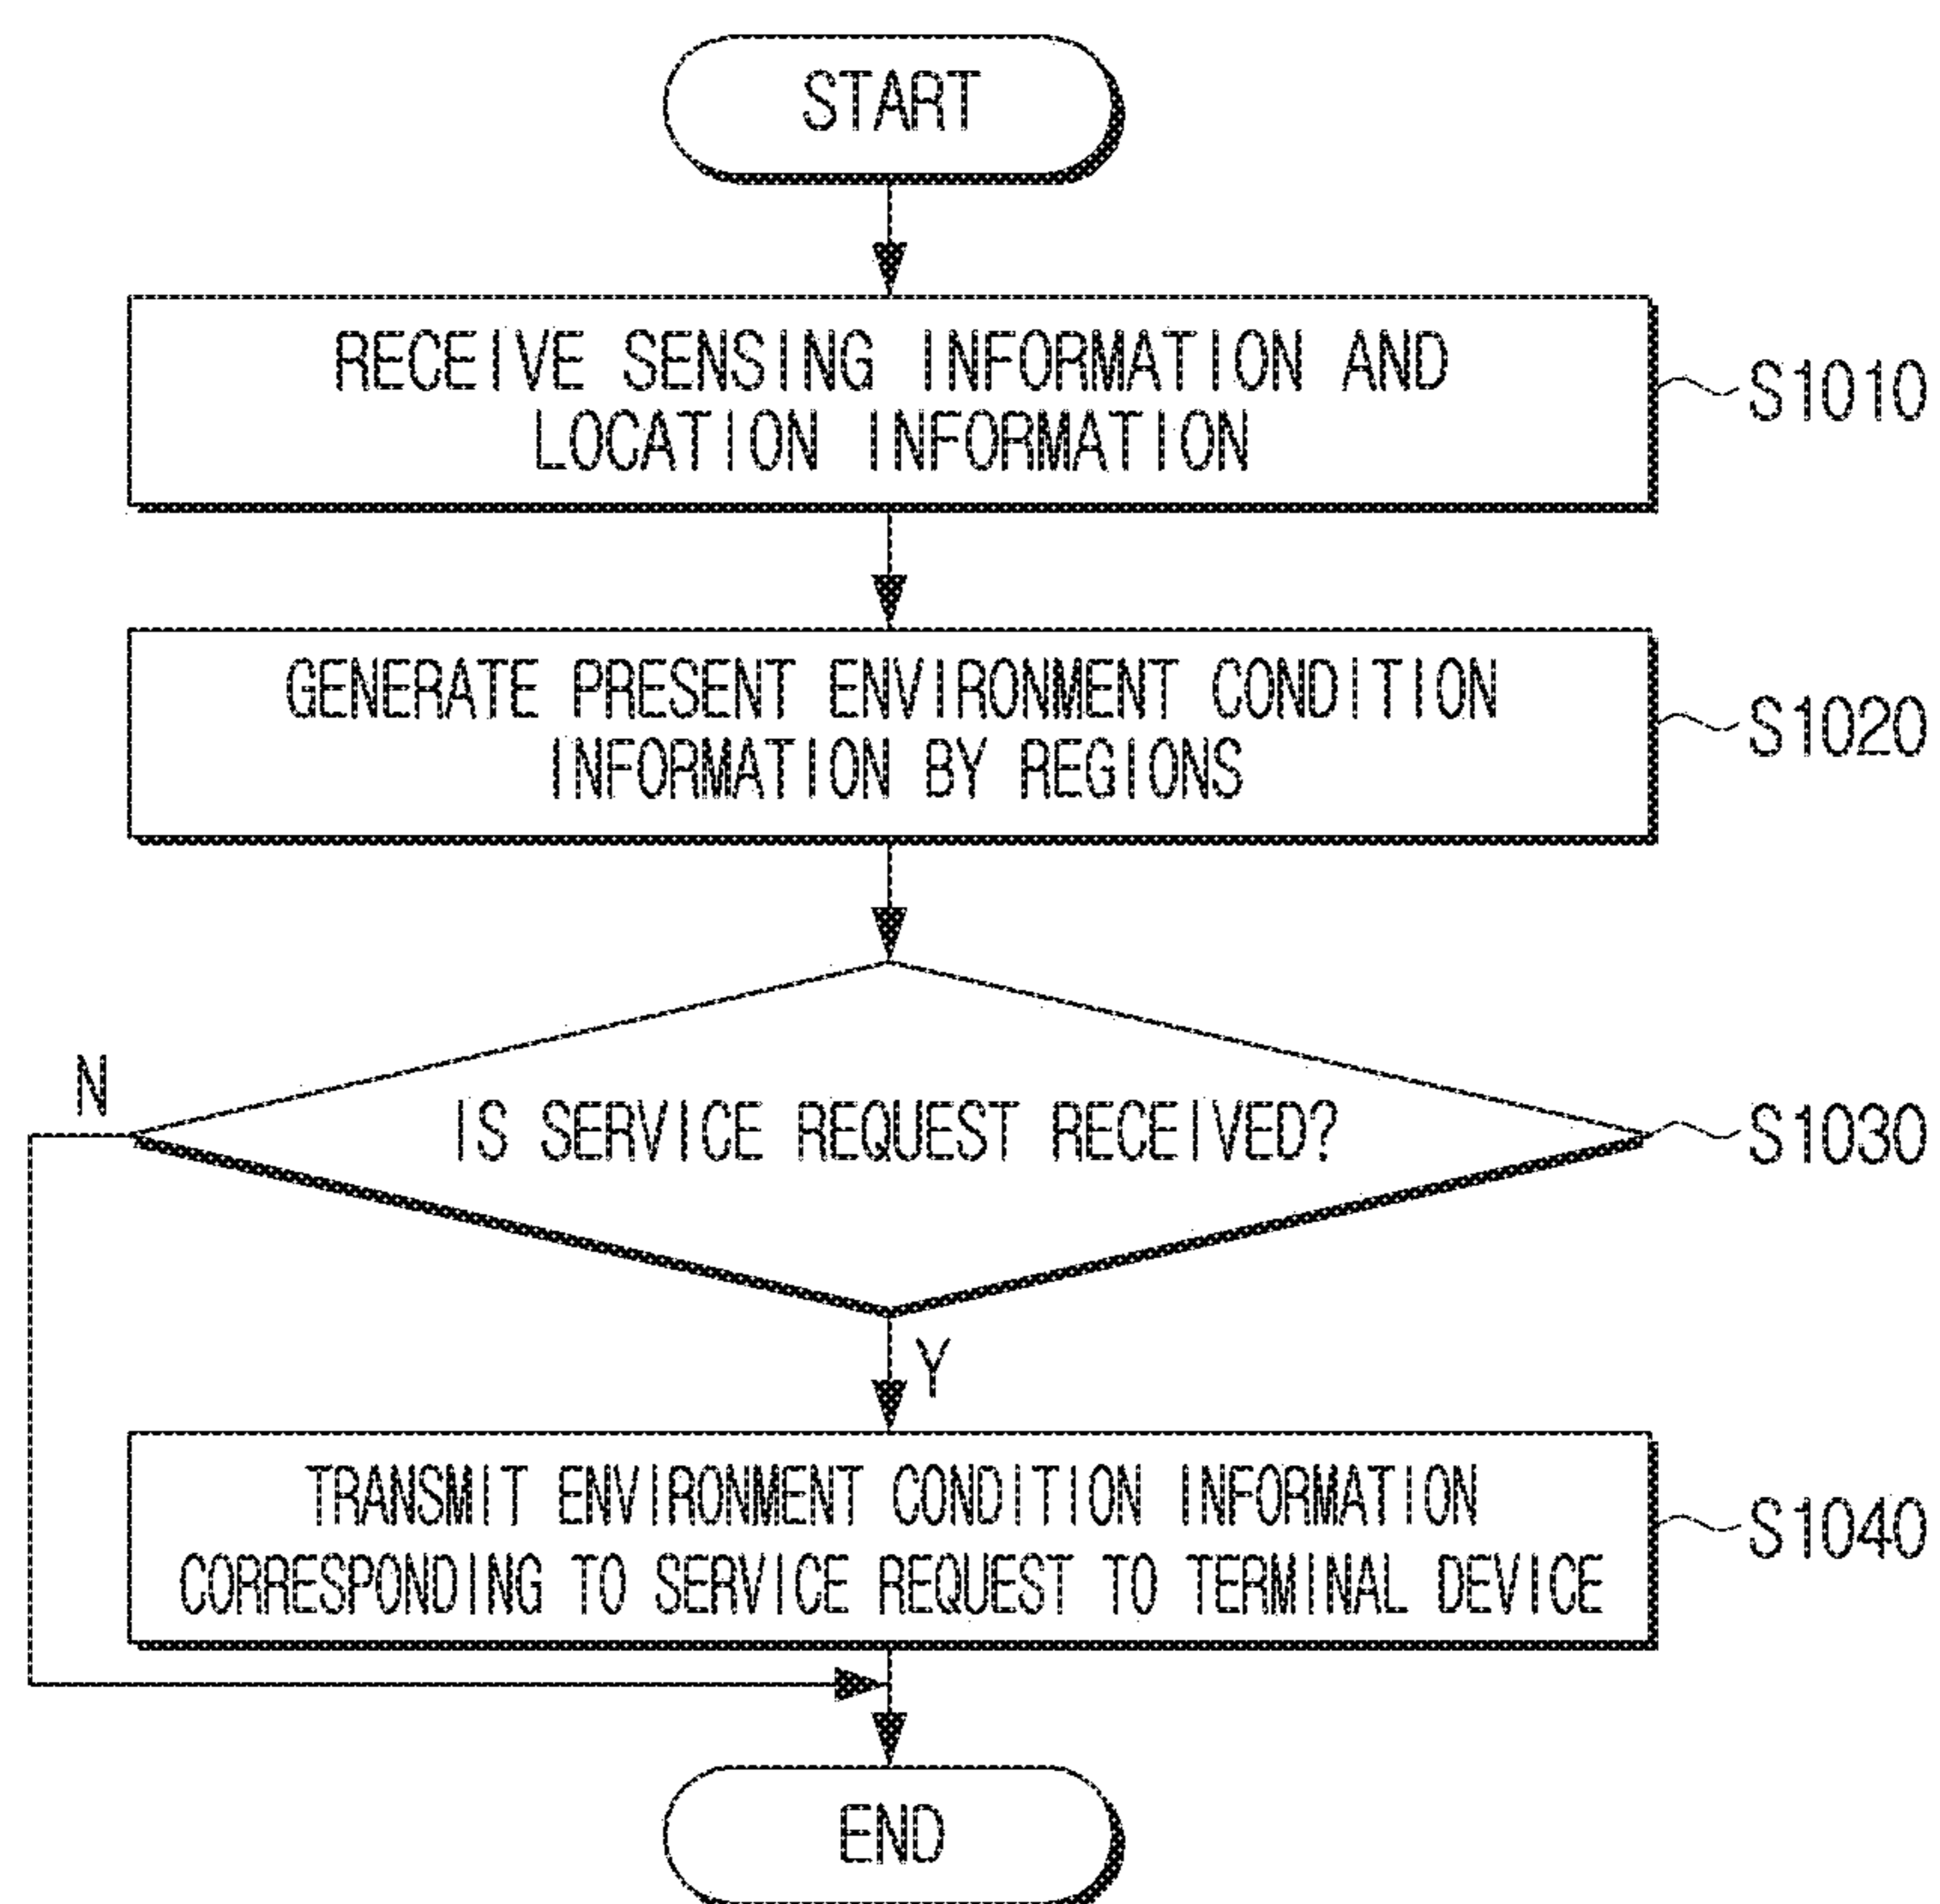 START
RECEIVE SENSING INFORMATION AND
LOCATION INFORMATION
S1010
GENERATE PRESENT ENVIRONMENT CONDITION
INFORMATION BY REGIONS
S1020
N
IS SERVICE REQUEST RECEIVED?
S1030
Y
TRANSMIT ENVIRONMENT CONDITION INFORMATION
CORRESPONDING TO SERVICE REQUEST TO TERMINAL DEVICE
S1040
END